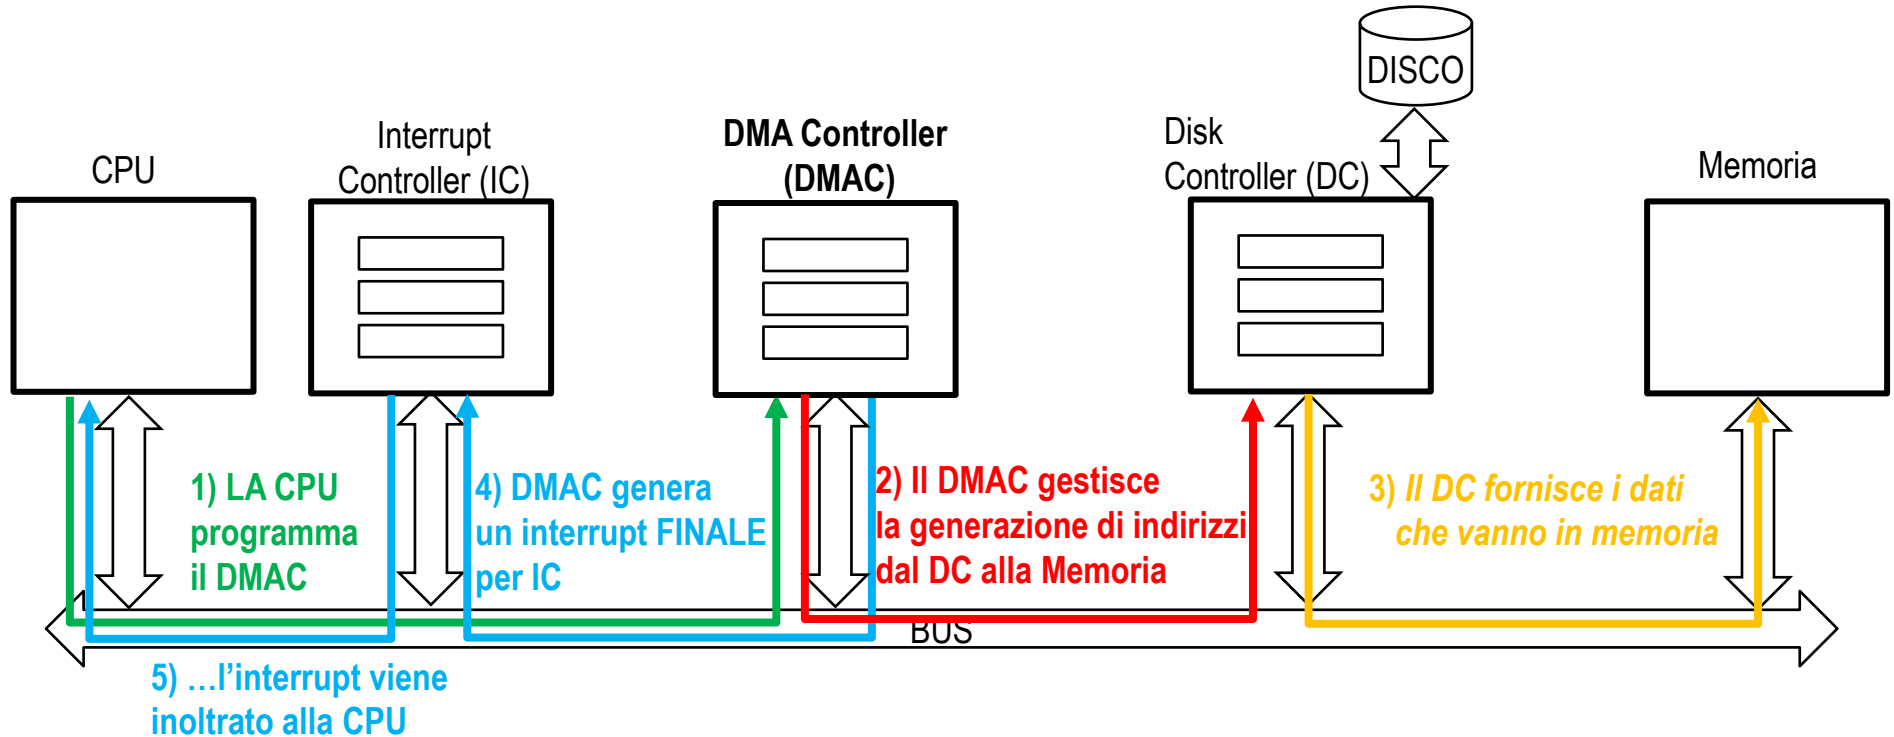 DISCO
CPU
Interrupt
Controller (IC)
DMA Controller
(DMAC)
Disk
Controller (DC)
Memoria
1) LA CPU
programma
il DMAC
4) DMAC genera
un interrupt FINALE
per IC
2) Il DMAC gestisce
la generazione di indirizzi
dal DC alla Memoria
3) Il DC fornisce i dati
che vanno in memoria
BUS
5) …l’interrupt viene
inoltrato alla CPU